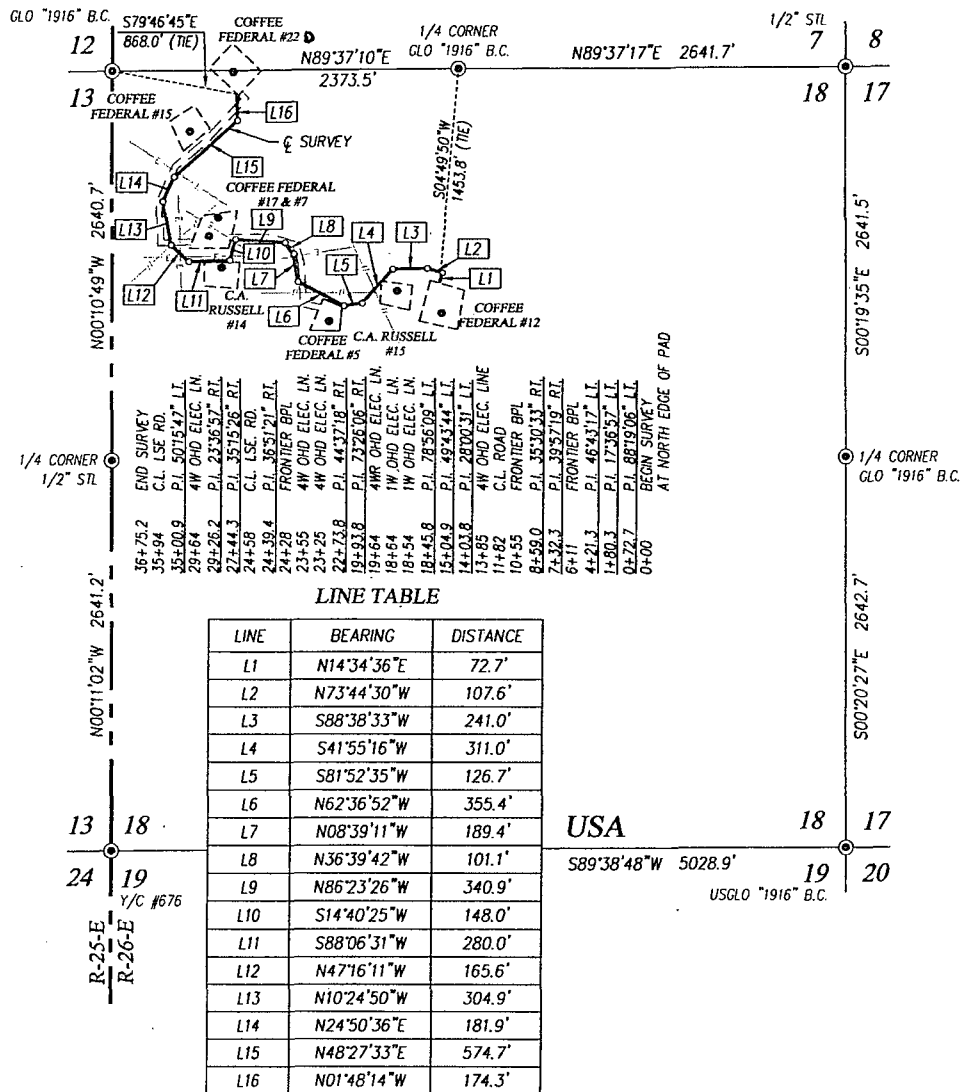 GLO "1916" B.C.
S79°46'45"E
868.0' (TIE)
COFFEE
FEDERAL #22
1/4 CORNER
GLO "1916" B.C.
1/2" STL
12
7
8
N89°37'10"E
2373.5'
N89°37'17"E 2641.7'
13
18
17
COFFEE
FEDERAL #15
L16
℄ SURVEY
L15
S04°49'50"W
1453.8' (TIE)
L14
COFFEE FEDERAL
#17 & #7
L13
L9
L8
L10
L4
L3
L2
L7
L5
L1
L12
L11
L6
C.A.
RUSSELL
#14
COFFEE
FEDERAL #5
C.A. RUSSELL
#15
COFFEE
FEDERAL #12
N00°10'49"W 2640.7'
S00°19'35"E 2641.5'
1/4 CORNER
1/2" STL
1/4 CORNER
GLO "1916" B.C.
36+75.2 END SURVEY
35+94 C.L. LSE RD.
35+00.9 P.I. 50°15'47" LT.
29+64 4W OHD ELEC. LN.
29+26.2 P.I. 23°36'57" RT.
27+44.3 P.I. 35°15'26" RT.
24+58 C.L. LSE RD.
24+39.4 P.I. 36°51'21" RT.
24+28 FRONTIER BPL
23+55 4W OHD ELEC. LN.
23+25 4W OHD ELEC. LN.
22+73.8 P.I. 44°37'18" RT.
19+93.8 P.I. 73°26'06" RT.
19+64 4WR OHD ELEC. LN.
18+64 1W OHD ELEC. LN.
18+54 1W OHD ELEC. LN.
18+45.8 P.I. 78°56'09" LT.
15+04.9 P.I. 49°43'44" LT.
14+03.8 P.I. 28°00'31" LT.
13+85 4W OHD ELEC. LINE
11+82 C.L. ROAD
10+55 FRONTIER BPL
8+59.0 P.I. 35°30'33" RT.
7+32.3 P.I. 39°57'19" RT.
6+11 FRONTIER BPL
4+21.3 P.I. 46°43'17" LT.
1+80.3 P.I. 17°36'57" LT.
0+72.7 P.I. 88°19'06" LT.
0+00 BEGIN SURVEY
AT NORTH EDGE OF PAD
N00°11'02"W 2641.2'
S00°20'27"E 2642.7'
LINE TABLE
LINE BEARING DISTANCE
L1 N14°34'36"E 72.7'
L2 N73°44'30"W 107.6'
L3 S88°38'33"W 241.0'
L4 S41°55'16"W 311.0'
L5 S81°52'35"W 126.7'
L6 N62°36'52"W 355.4'
L7 N08°39'11"W 189.4'
L8 N36°39'42"W 101.1'
L9 N86°23'26"W 340.9'
L10 S14°40'25"W 148.0'
L11 S88°06'31"W 280.0'
L12 N47°16'11"W 165.6'
L13 N10°24'50"W 304.9'
L14 N24°50'36"E 181.9'
L15 N48°27'33"E 574.7'
L16 N01°48'14"W 174.3'
13
18
USA
18
17
S89°38'48"W 5028.9'
24
19
19
20
Y/C #676
USGLO "1916" B.C.
R-25-E
R-26-E